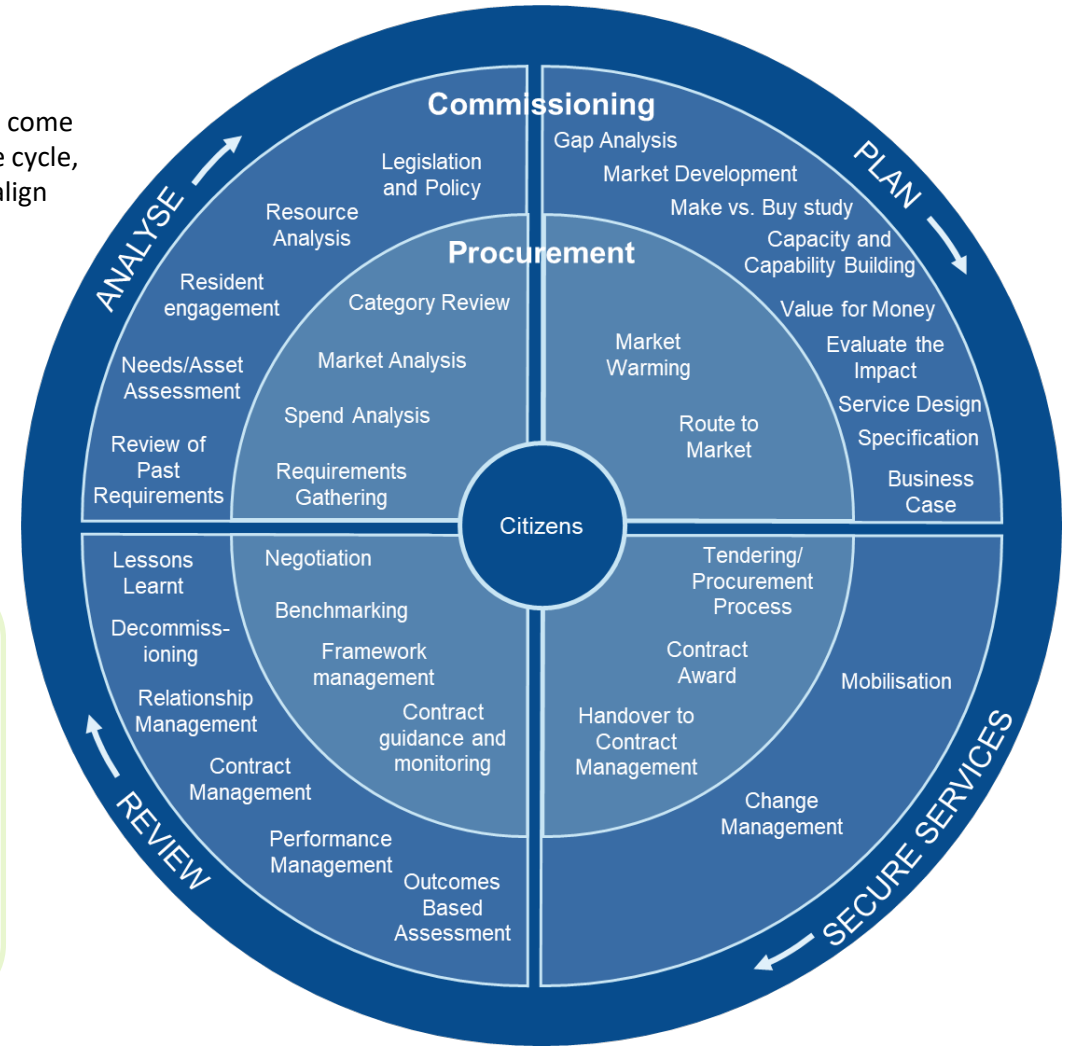 come
e cycle,
align
Commissioning
Procurement
ANALYSE
Legislation
and Policy
Resource
Analysis
Resident
engagement
Needs/Asset
Assessment
Review of
Past
Requirements
Category Review
Market Analysis
Spend Analysis
Requirements
Gathering
PLAN
Gap Analysis
Market Development
Make vs. Buy study
Capacity and
Capability Building
Value for Money
Evaluate the
Impact
Service Design
Specification
Business
Case
Market
Warming
Route to
Market
Citizens
SECURE SERVICES
Tendering/
Procurement
Process
Contract
Award
Handover to
Contract
Management
Mobilisation
Change
Management
REVIEW
Negotiation
Benchmarking
Framework
management
Contract
guidance and
monitoring
Lessons
Learnt
Decommiss-
ioning
Relationship
Management
Contract
Management
Performance
Management
Outcomes
Based
Assessment